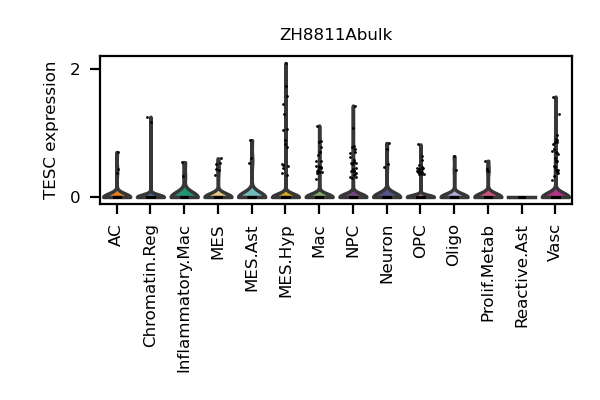 ZH8811Abulk
TESC expression
2
0
AC
Chromatin.Reg
Inflammatory.Mac
MES
MES.Ast
MES.Hyp
Mac
NPC
Neuron
OPC
Oligo
Prolif.Metab
Reactive.Ast
Vasc